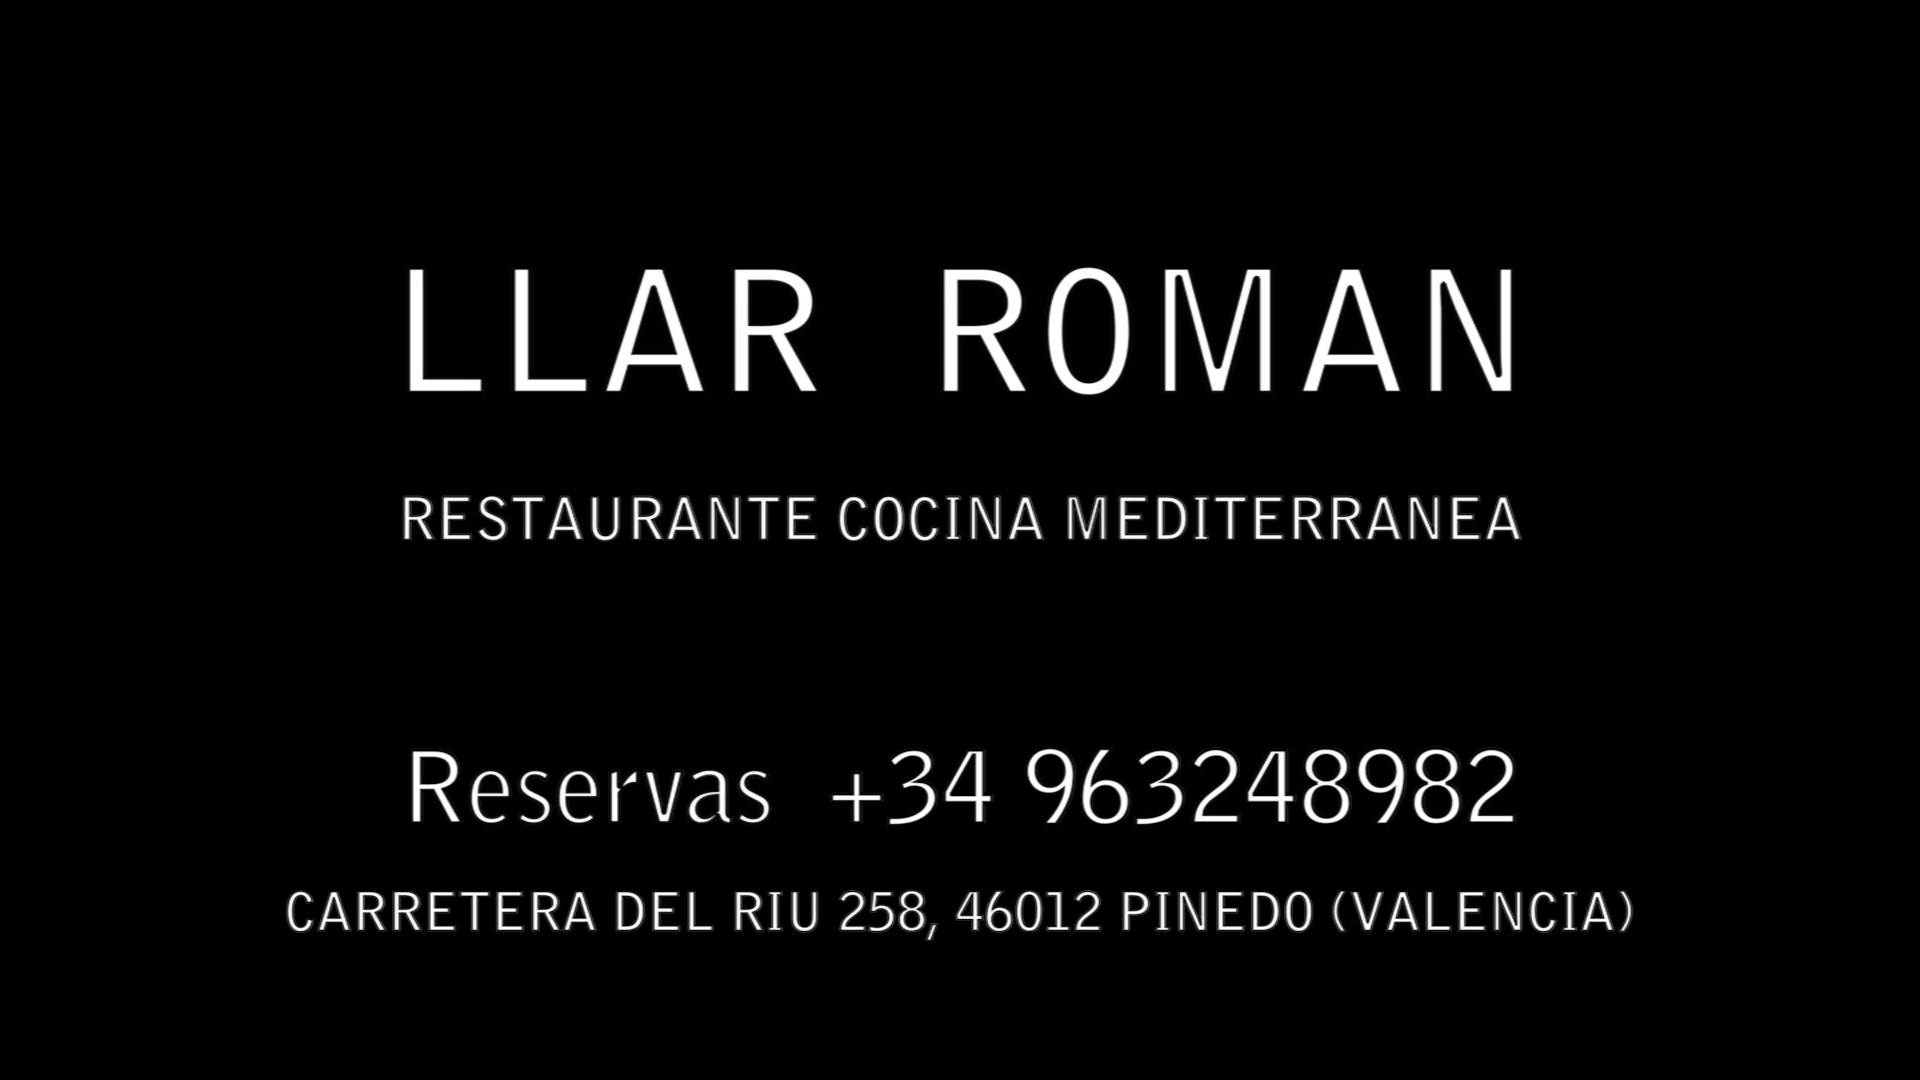 LLAR ROMAN
RESTAURANTE COCINA MEDITERRANEA
Reservas +34 963248982
CARRETERA DEL RIU 258, 46012 PINEDO (VALENCIA)